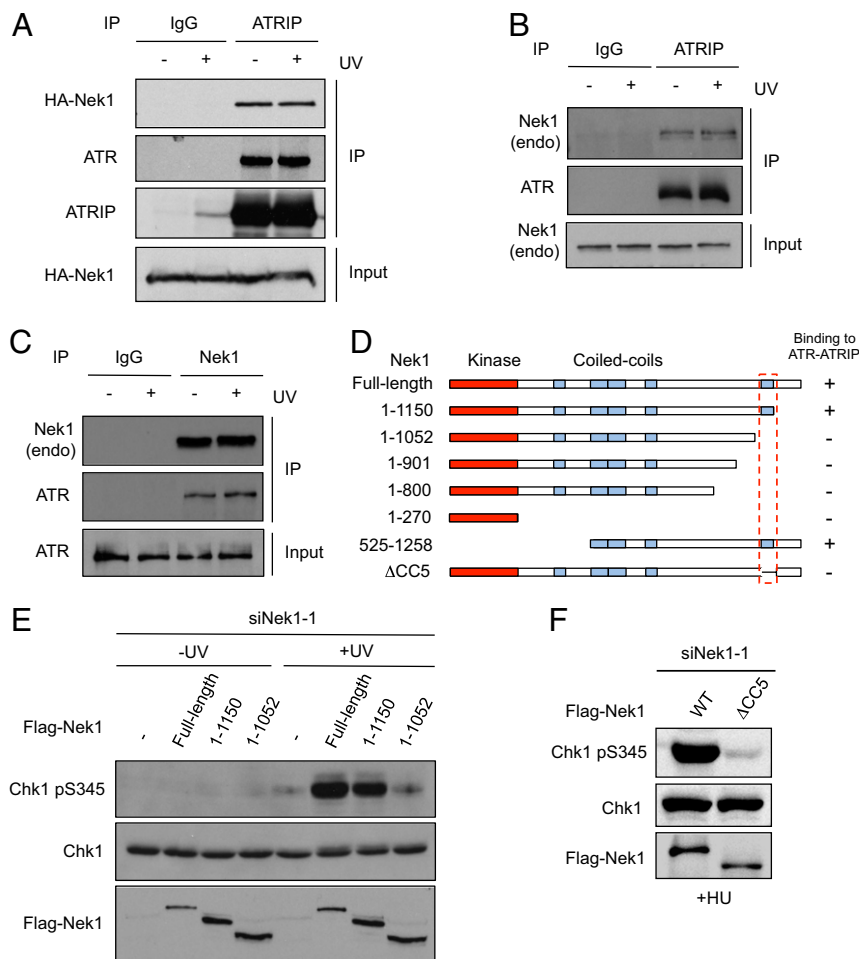 A
IP IgG ATRIP
- + - + UV
HA-Nek1
ATR
ATRIP
IP
HA-Nek1 Input
B
IP IgG ATRIP
- + - + UV
Nek1
(endo)
ATR
IP
Nek1
(endo)
Input
C
IP IgG Nek1
- + - + UV
Nek1
(endo)
ATR
IP
ATR Input
D
Nek1 Kinase Coiled-coils
Binding to
ATR-ATRIP
Full-length +
1-1150 +
1-1052 -
1-901 -
1-800 -
1-270 -
525-1258 +
ΔCC5 -
E
siNek1-1
-UV +UV
Flag-Nek1 - Full-length 1-1150 1-1052 - Full-length 1-1150 1-1052
Chk1 pS345
Chk1
Flag-Nek1
F
siNek1-1
Flag-Nek1 WT ΔCC5
Chk1 pS345
Chk1
Flag-Nek1
+HU